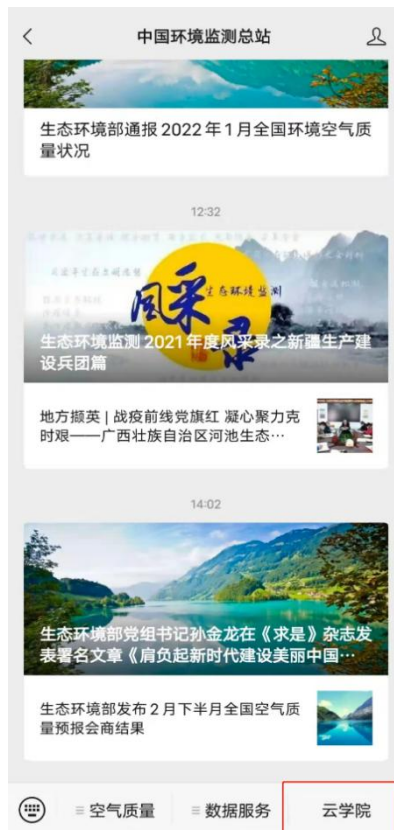 中国环境监测总站
生态环境部通报 2022 年 1 月全国环境空气质
量状况
12:32
风采录
生态环境监测
生态环境监测 2021 年度风采录之新疆生产建
设兵团篇
地方撷英 | 战疫前线党旗红 凝心聚力克
时艰——广西壮族自治区河池生态…
14:02
生态环境部党组书记孙金龙在《求是》杂志发
表署名文章《肩负起新时代建设美丽中国…
生态环境部发布 2 月下半月全国空气质
量预报会商结果
空气质量
数据服务
云学院